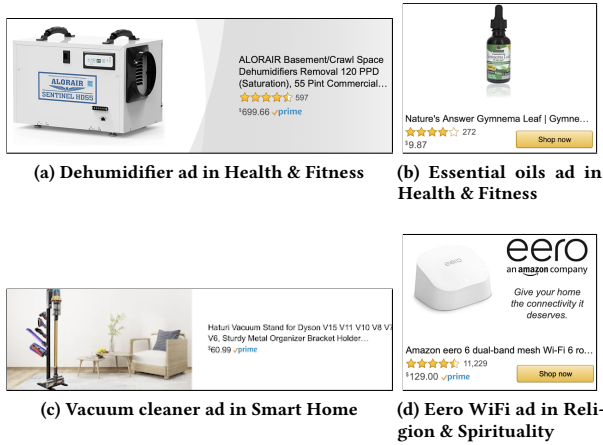 ALORAIR
SENTINEL HD55
ALORAIR Basement/Crawl Space
Dehumidifiers Removal 120 PPD
(Saturation), 55 Pint Commercial…
597
$699.66 prime
(a) Dehumidifier ad in Health & Fitness
Nature's Answer Gymnema Leaf | Gymne…
272
$9.87
Shop now
(b) Essential oils ad in
Health & Fitness
Haturi Vacuum Stand for Dyson V15 V11 V10 V8 V7
V6, Sturdy Metal Organizer Bracket Holder…
$60.99 prime
(c) Vacuum cleaner ad in Smart Home
eero
eero
an amazon company
Give your home
the connectivity it
deserves.
Amazon eero 6 dual-band mesh Wi-Fi 6 ro…
11,229
$129.00 prime
Shop now
(d) Eero WiFi ad in Reli-
gion & Spirituality